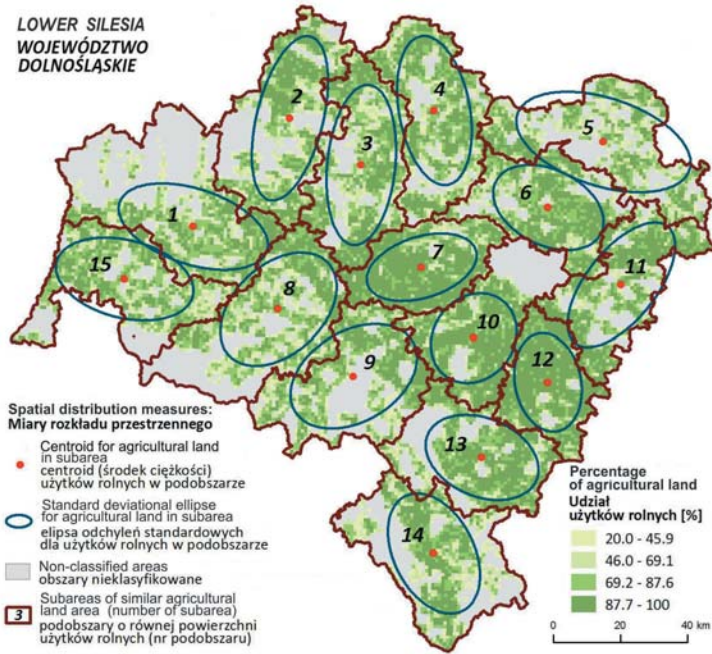 LOWER SILESIA
WOJEWÓDZTWO
DOLNOŚLĄSKIE
1
2
3
4
5
6
7
8
9
10
11
12
13
14
15
Spatial distribution measures:
Miary rozkładu przestrzennego
Centroid for agricultural land
in subarea
centroid (środek ciężkości)
użytków rolnych w podobszarze
Standard deviational ellipse
for agricultural land in subarea
elipsa odchyleń standardowych
dla użytków rolnych w podobszarze
Non-classified areas
obszary nieklasyfikowane
3
Subareas of similar agricultural
land area (number of subarea)
podobszary o równej powierzchni
użytków rolnych (nr podobszaru)
Percentage
of agricultural land
Udział
użytków rolnych [%]
20.0 - 45.9
46.0 - 69.1
69.2 - 87.6
87.7 - 100
0 20 40 km